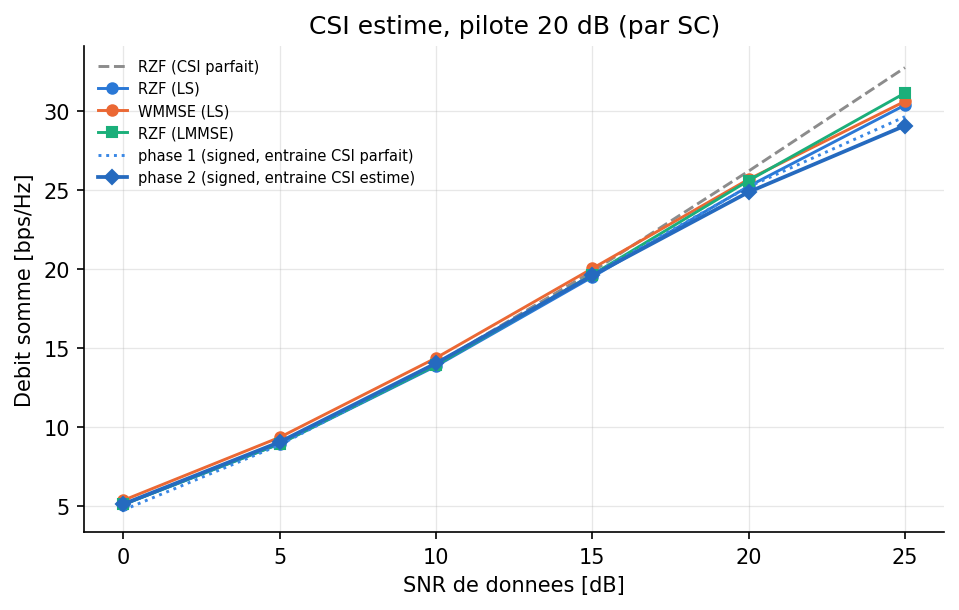 CSI estime, pilote 20 dB (par SC)
RZF (CSI parfait)
RZF (LS)
WMMSE (LS)
RZF (LMMSE)
phase 1 (signed, entraine CSI parfait)
phase 2 (signed, entraine CSI estime)
Debit somme [bps/Hz]
30
25
20
15
10
5
0 5 10 15 20 25
SNR de donnees [dB]